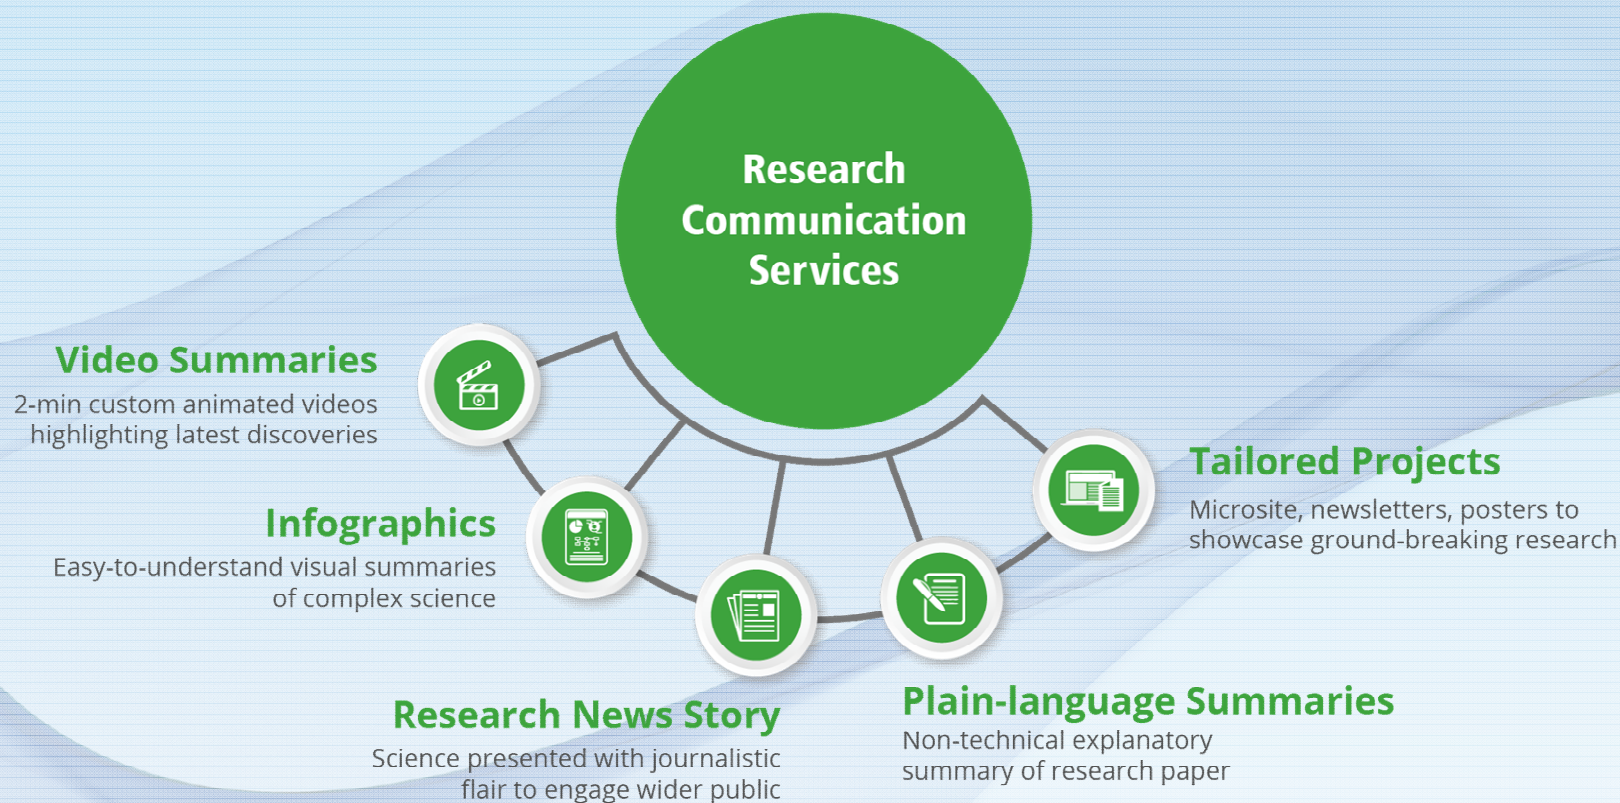 Research
Communication
Services
Video Summaries
2-min custom animated videos
highlighting latest discoveries
Infographics
Easy-to-understand visual summaries
of complex science
Research News Story
Science presented with journalistic
flair to engage wider public
Plain-language Summaries
Non-technical explanatory
summary of research paper
Tailored Projects
Microsite, newsletters, posters to
showcase ground-breaking research